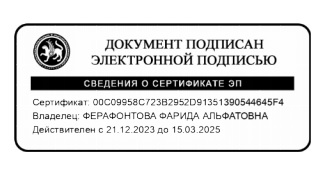 ДОКУМЕНТ ПОДПИСАН
ЭЛЕКТРОННОЙ ПОДПИСЬЮ
СВЕДЕНИЯ О СЕРТИФИКАТЕ ЭП
Сертификат: 00C09958C723B2952D91351390544645F4
Владелец: ФЕРАФОНТОВА ФАРИДА АЛЬФАТОВНА
Действителен с 21.12.2023 до 15.03.2025